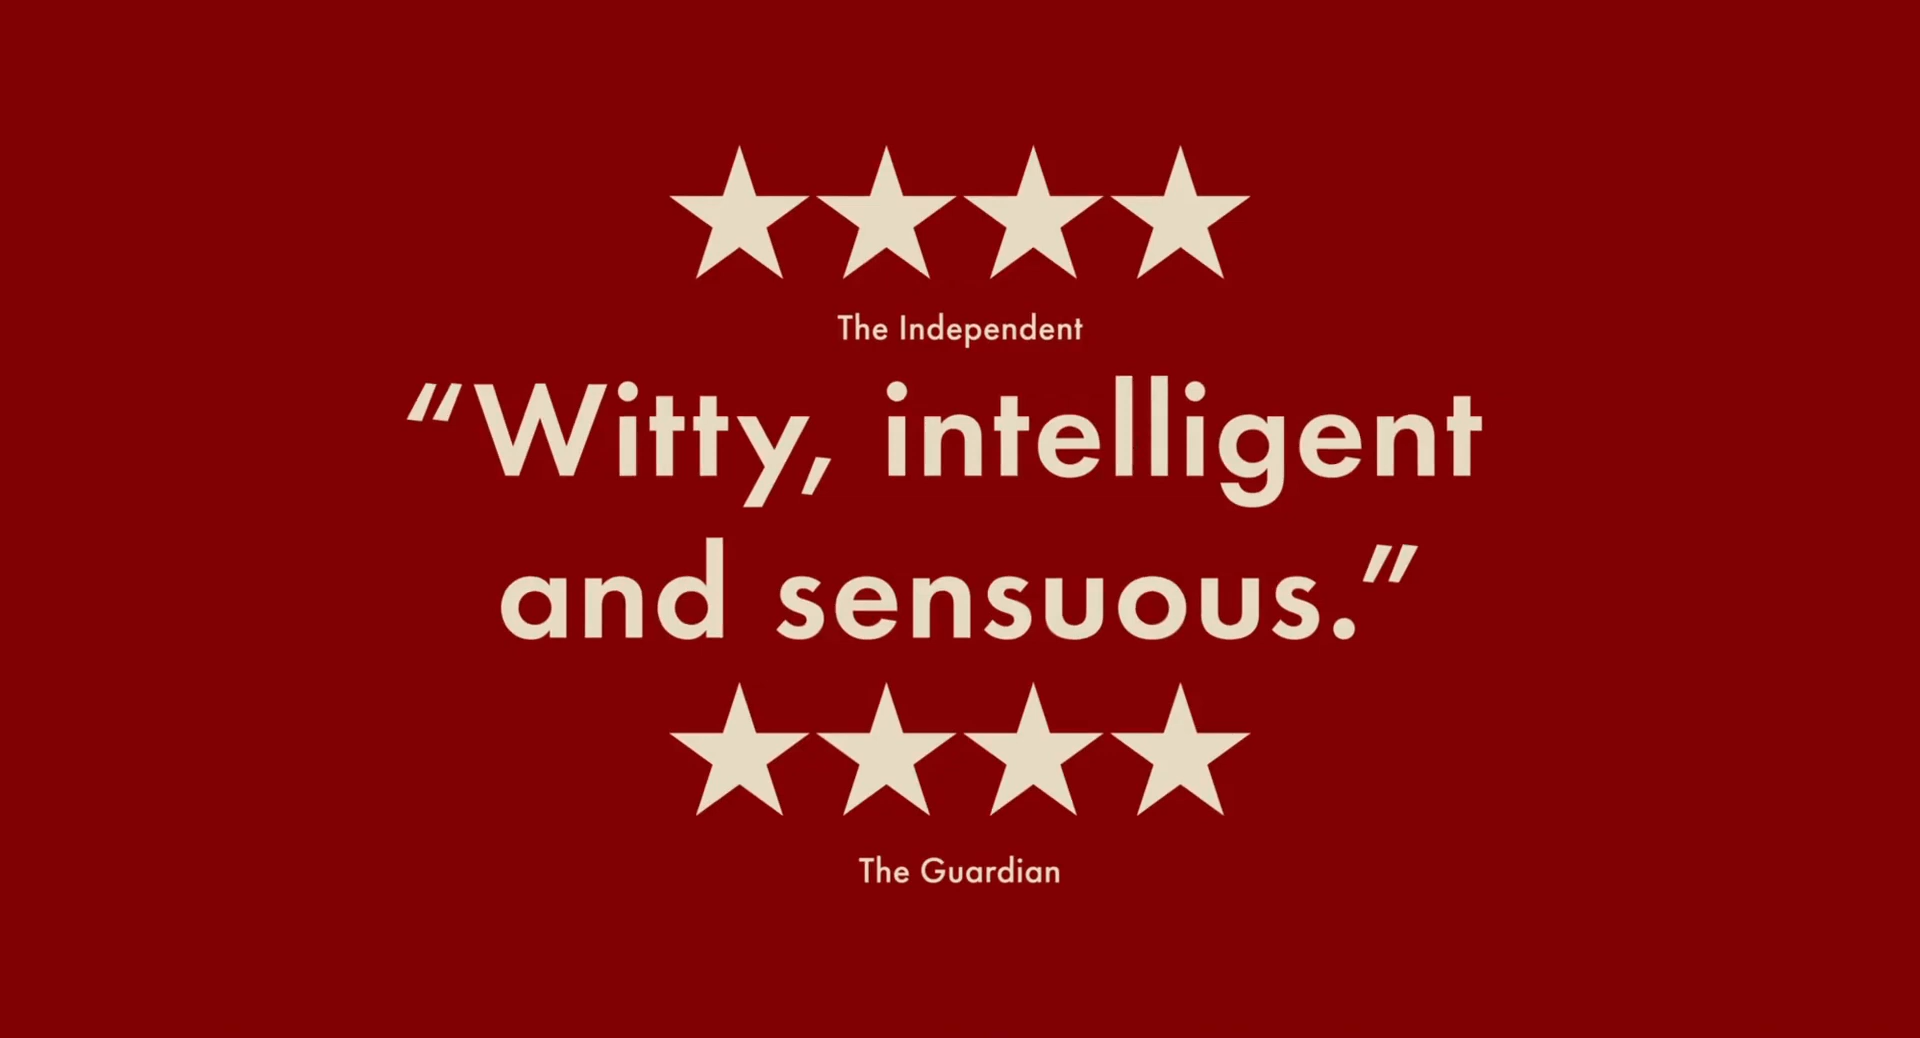 The Independent
“Witty, intelligent
and sensuous.”
The Guardian